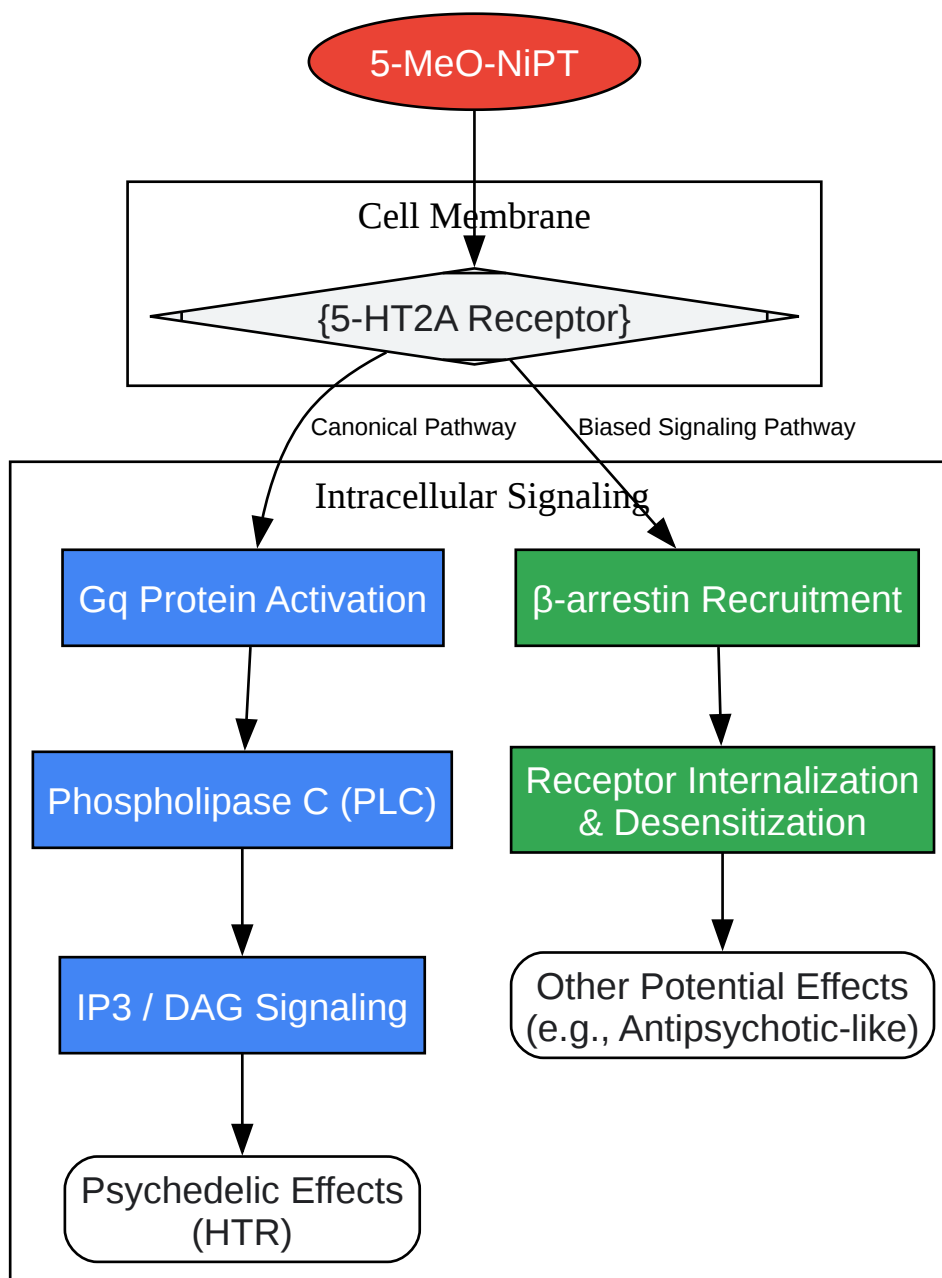 5-MeO-NiPT
Cell Membrane
{5-HT2A Receptor}
Canonical Pathway
Biased Signaling Pathway
Intracellular Signaling
Gq Protein Activation
β-arrestin Recruitment
Phospholipase C (PLC)
Receptor Internalization
& Desensitization
IP3 / DAG Signaling
Other Potential Effects
(e.g., Antipsychotic-like)
Psychedelic Effects
(HTR)